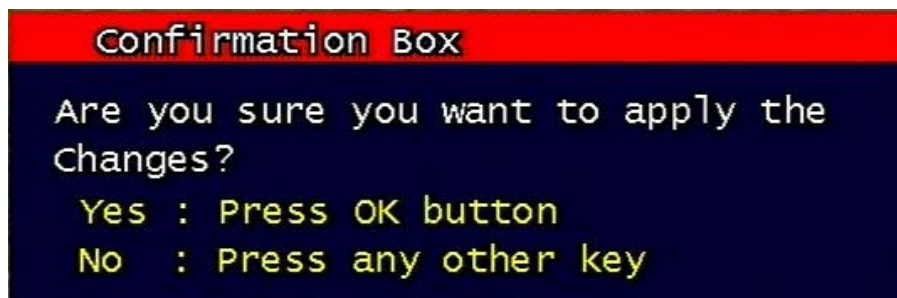 Confirmation Box
Are you sure you want to apply the
Changes?
Yes : Press OK button
No : Press any other key